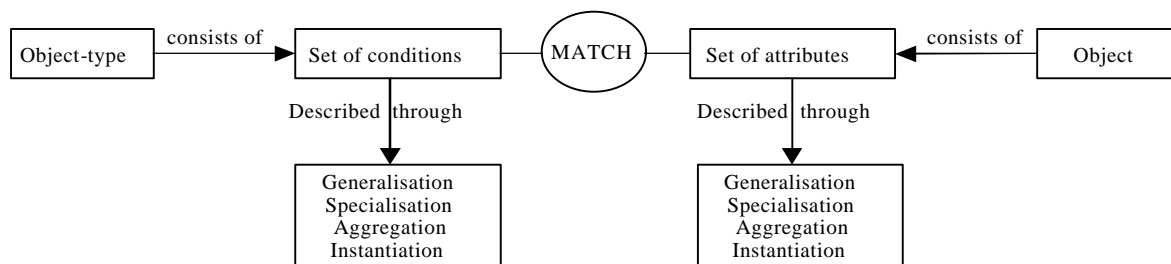 Object-type
consists of
Set of conditions
MATCH
Set of attributes
consists of
Object
Described through
Described through
Generalisation
Specialisation
Aggregation
Instantiation
Generalisation
Specialisation
Aggregation
Instantiation